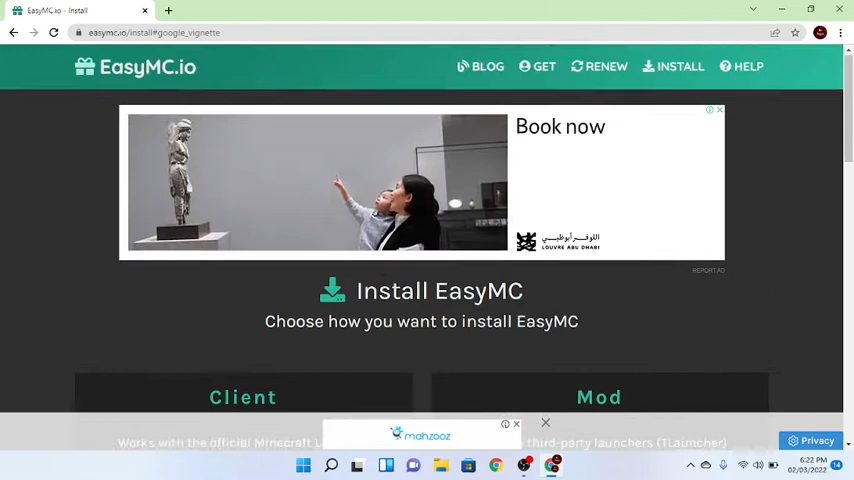 EasyMC.io - Install
easymc.io/install#google_vignette
EasyMC.io
BLOG
GET
RENEW
INSTALL
HELP
Book now
اللوفر أبوظبي
LOUVRE ABU DHABI
REPORT AD
Install EasyMC
Choose how you want to install EasyMC
Client
Mod
Works with the official Minecraft
third-party launchers (TLauncher)
mahzooz
Privacy
6:22 PM
02/03/2022
14